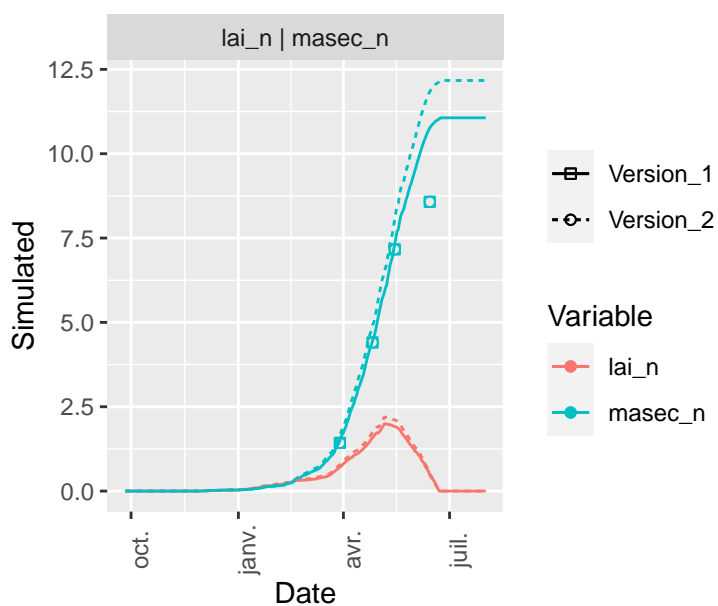 lai_n | masec_n
12.5
10.0
7.5
5.0
2.5
0.0
Simulated
oct.
janv.
avr.
juil.
Date
Version_1
Version_2
Variable
lai_n
masec_n